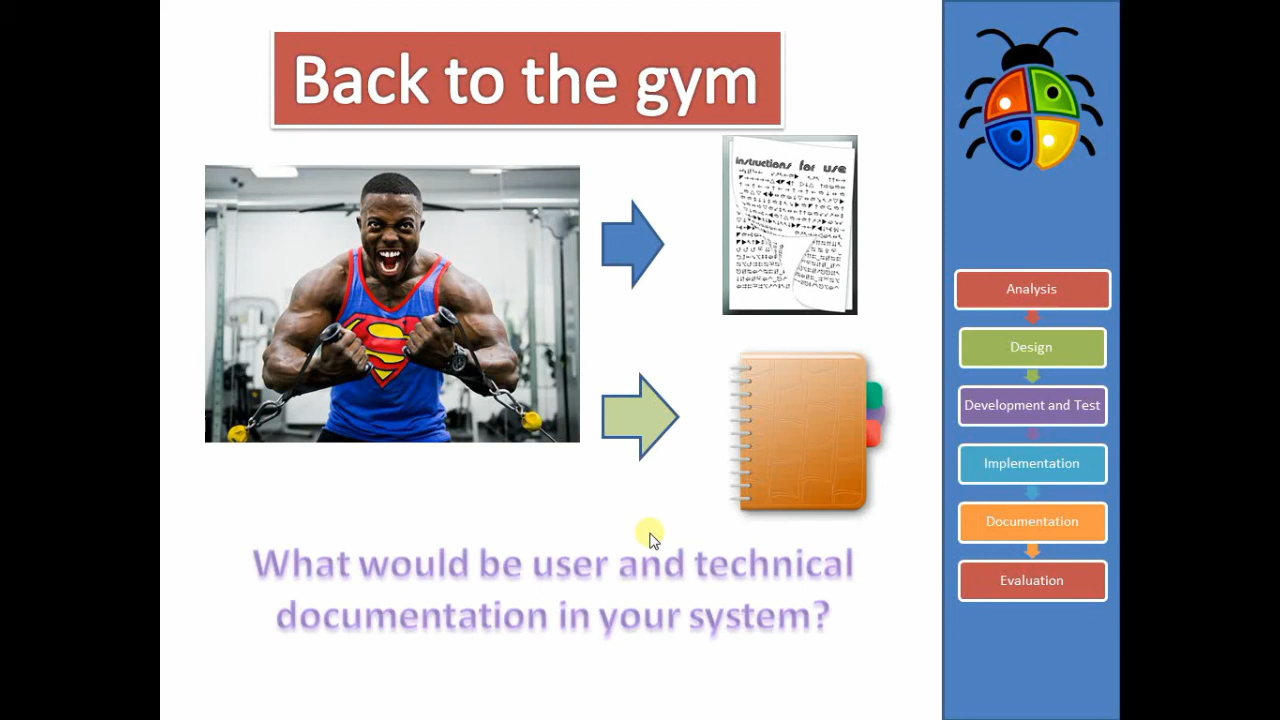 Back to the gym
instructions for use
Analysis
Design
Development and Test
Implementation
Documentation
Evaluation
What would be user and technical
documentation in your system?